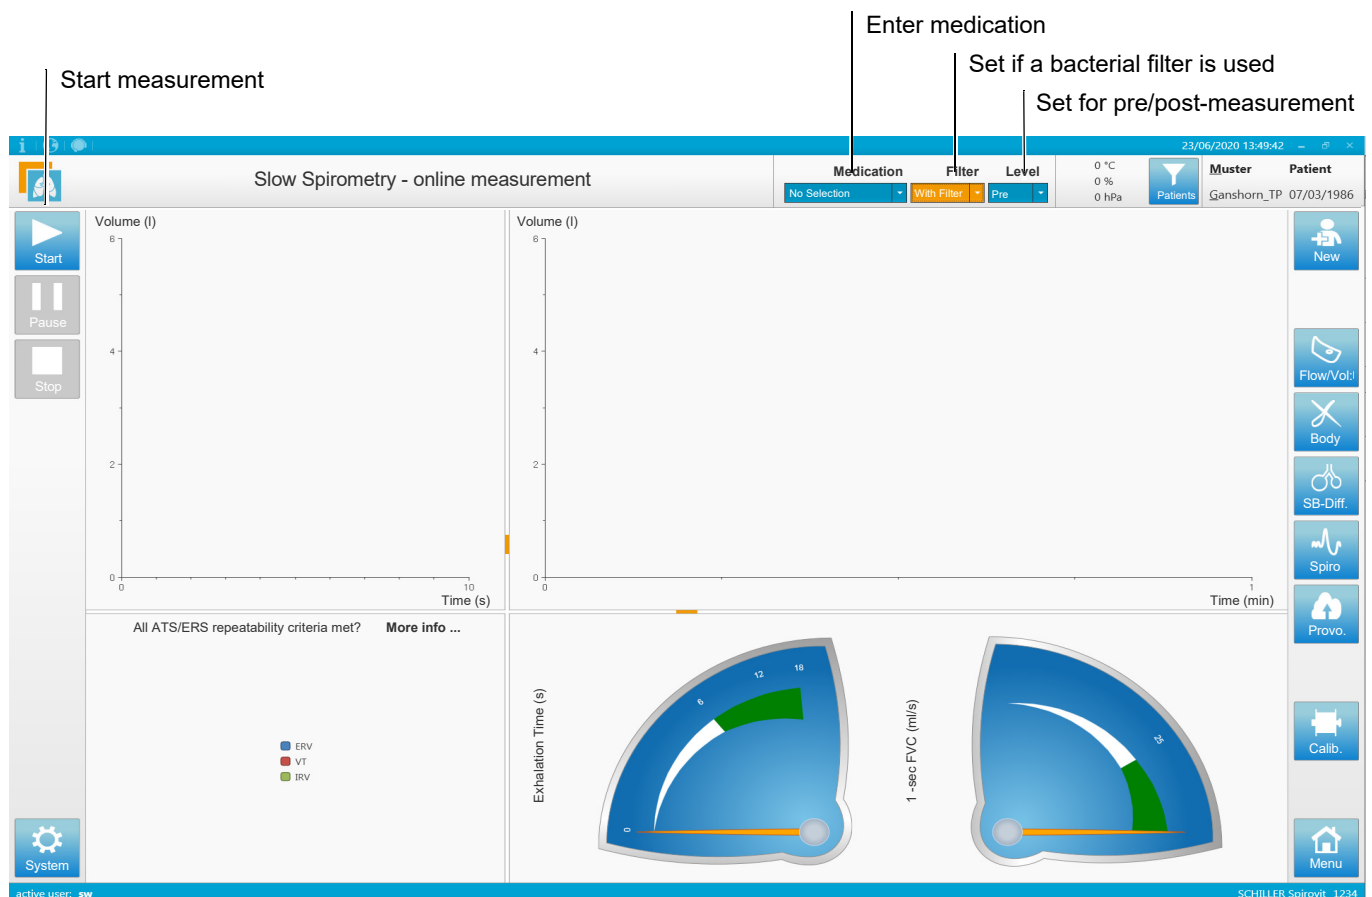 Enter medication
Set if a bacterial filter is used
Start measurement
Set for pre/post-measurement
23/06/2020 13:49:42
Slow Spirometry - online measurement
Medication Filter Level
No Selection With Filter Pre
0 °C
0 %
0 hPa
Patients
Muster Patient
Ganshorn_TP 07/03/1986
Start
Pause
Stop
System
Volume (l)
6
4
2
0
0 10
Time (s)
Volume (l)
6
4
2
0
0 1
Time (min)
All ATS/ERS repeatability criteria met? More info ...
ERV
VT
IRV
Exhalation Time (s)
0 6 12 18
1 -sec FVC (ml/s)
25
New
Flow/Vol:
Body
SB-Diff.
Spiro
Provo.
Calib.
Menu
active user: sw
SCHILLER Spirovit 1234